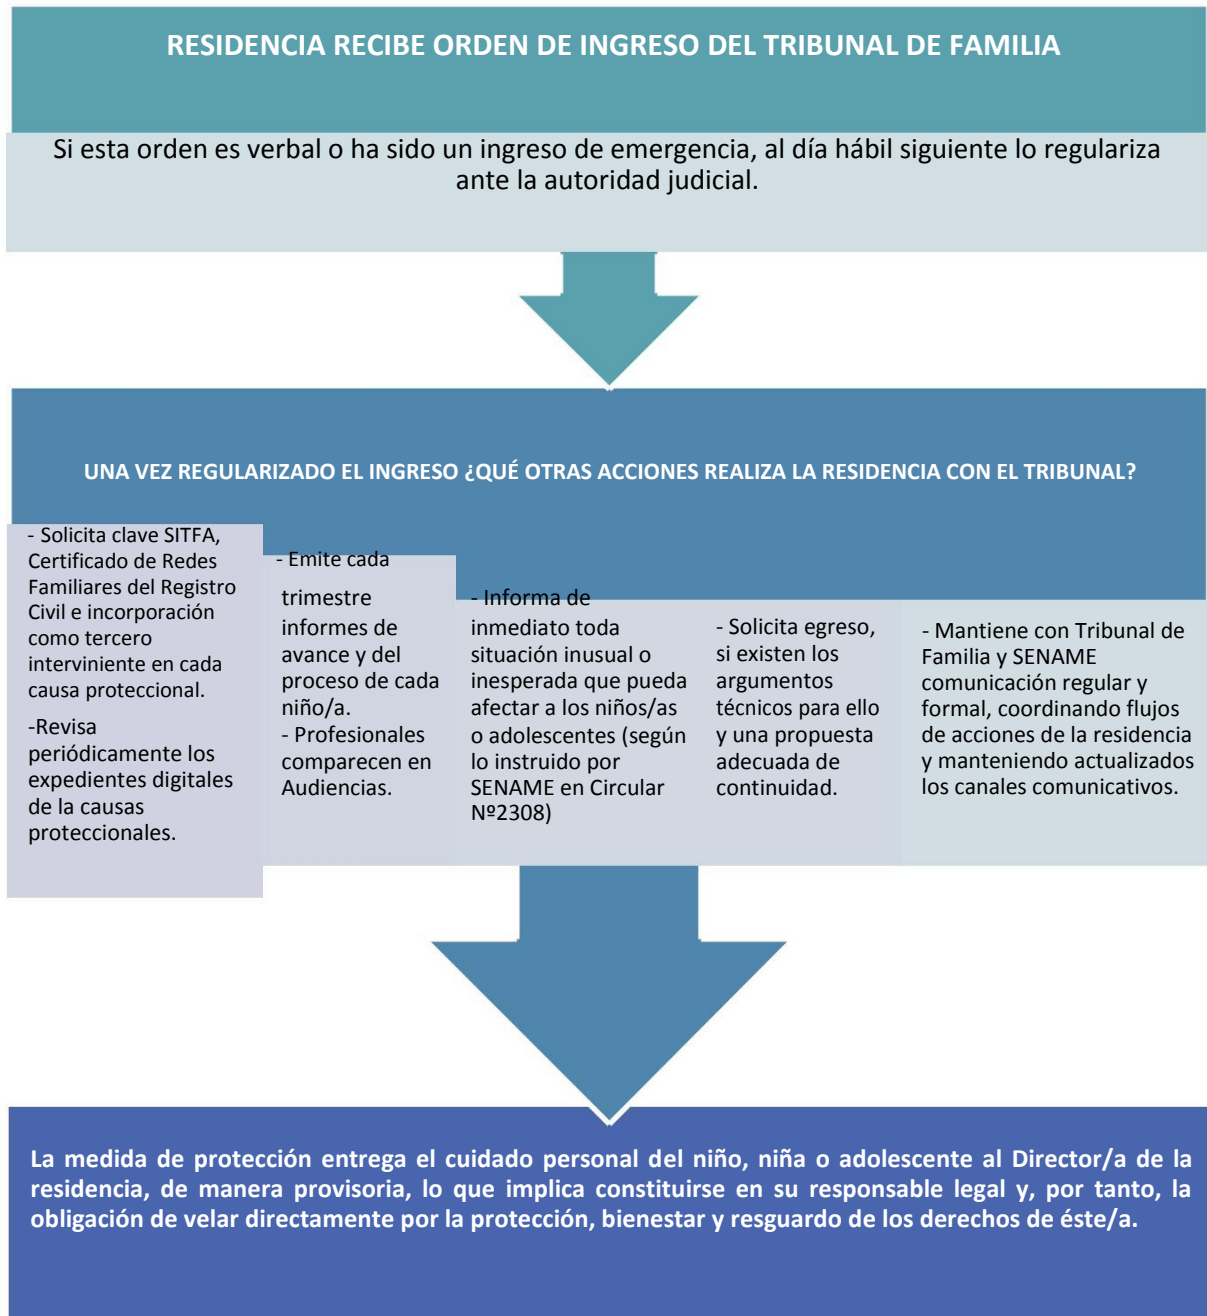 RESIDENCIA RECIBE ORDEN DE INGRESO DEL TRIBUNAL DE FAMILIA
Si esta orden es verbal o ha sido un ingreso de emergencia, al día hábil siguiente lo regulariza
ante la autoridad judicial.
UNA VEZ REGULARIZADO EL INGRESO ¿QUÉ OTRAS ACCIONES REALIZA LA RESIDENCIA CON EL TRIBUNAL?
- Solicita clave SITFA,
Certificado de Redes
Familiares del Registro
Civil e incorporación
como tercero
interviniente en cada
causa proteccional.
-Revisa
periódicamente los
expedientes digitales
de la causas
proteccionales.
- Emite cada
trimestre
informes de
avance y del
proceso de cada
niño/a.
- Profesionales
comparecen en
Audiencias.
- Informa de
inmediato toda
situación inusual o
inesperada que pueda
afectar a los niños/as
o adolescentes (según
lo instruido por
SENAME en Circular
Nº2308)
- Solicita egreso,
si existen los
argumentos
técnicos para ello
y una propuesta
adecuada de
continuidad.
- Mantiene con Tribunal de
Familia y SENAME
comunicación regular y
formal, coordinando flujos
de acciones de la residencia
y manteniendo actualizados
los canales comunicativos.
La medida de protección entrega el cuidado personal del niño, niña o adolescente al Director/a de la
residencia, de manera provisoria, lo que implica constituirse en su responsable legal y, por tanto, la
obligación de velar directamente por la protección, bienestar y resguardo de los derechos de éste/a.